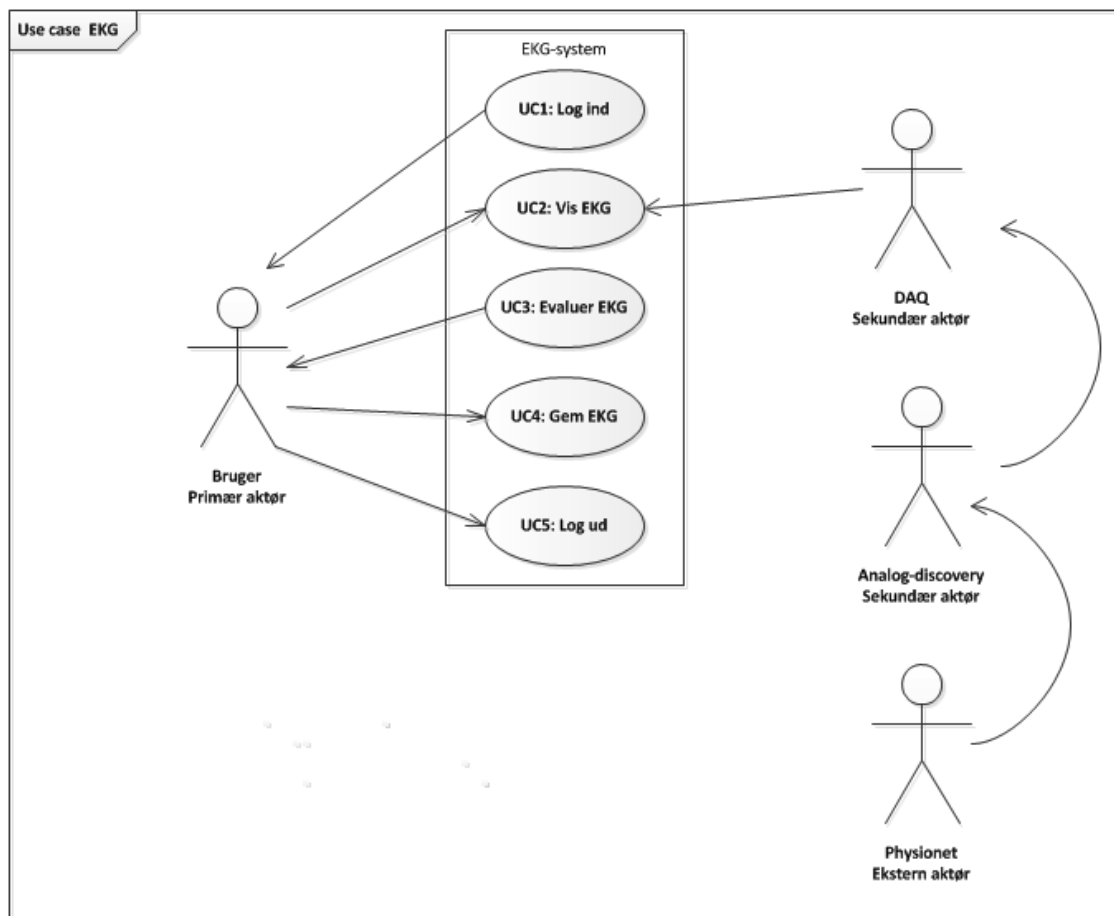 Use case EKG
EKG-system
UC1: Log ind
UC2: Vis EKG
UC3: Evaluer EKG
UC4: Gem EKG
UC5: Log ud
Bruger
Primær aktør
DAQ
Sekundær aktør
Analog-discovery
Sekundær aktør
Physionet
Ekstern aktør